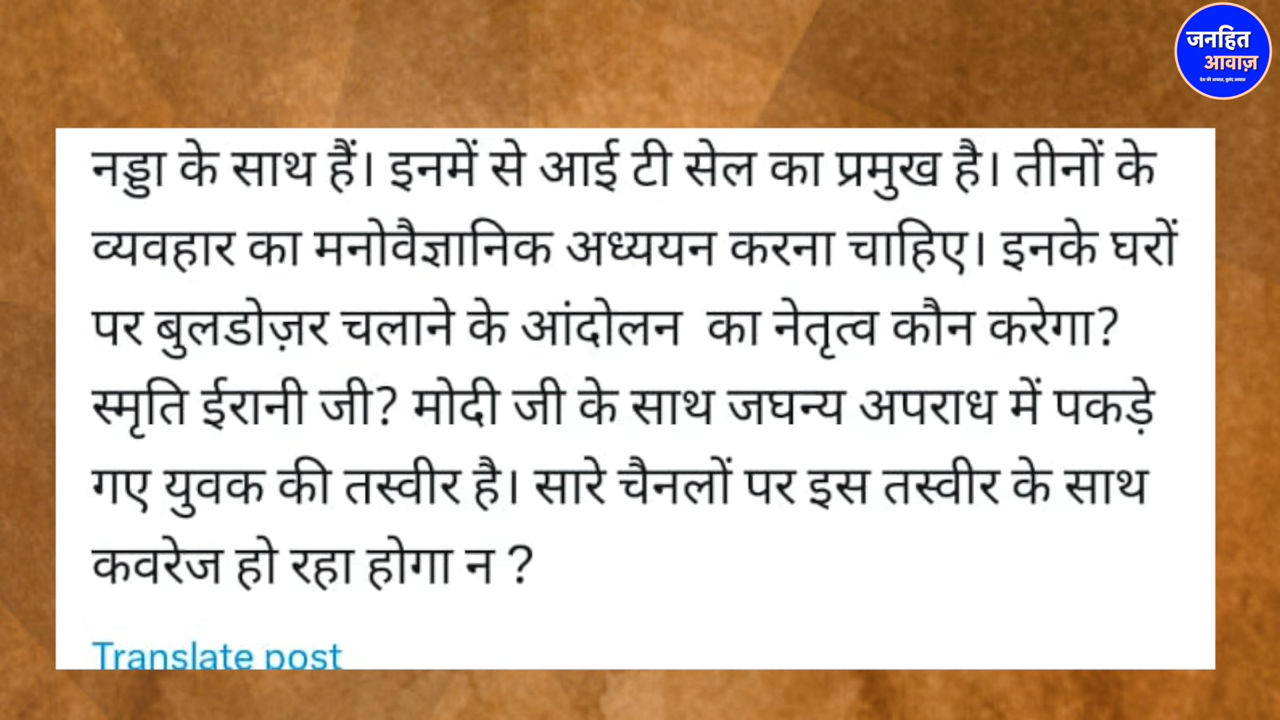 जनहित
आवाज़
नड्डा के साथ हैं। इनमें से आई टी सेल का प्रमुख है। तीनों के
व्यवहार का मनोवैज्ञानिक अध्ययन करना चाहिए। इनके घरों
पर बुलडोज़र चलाने के आंदोलन का नेतृत्व कौन करेगा?
स्मृति ईरानी जी? मोदी जी के साथ जघन्य अपराध में पकड़े
गए युवक की तस्वीर है। सारे चैनलों पर इस तस्वीर के साथ
कवरेज हो रहा होगा न ?
Translate post